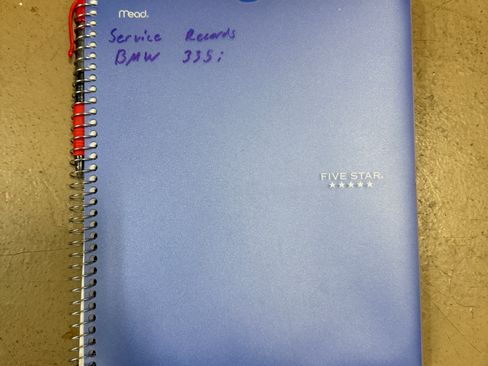 Mead®
Service Records
BMW 335i
FIVE STAR®